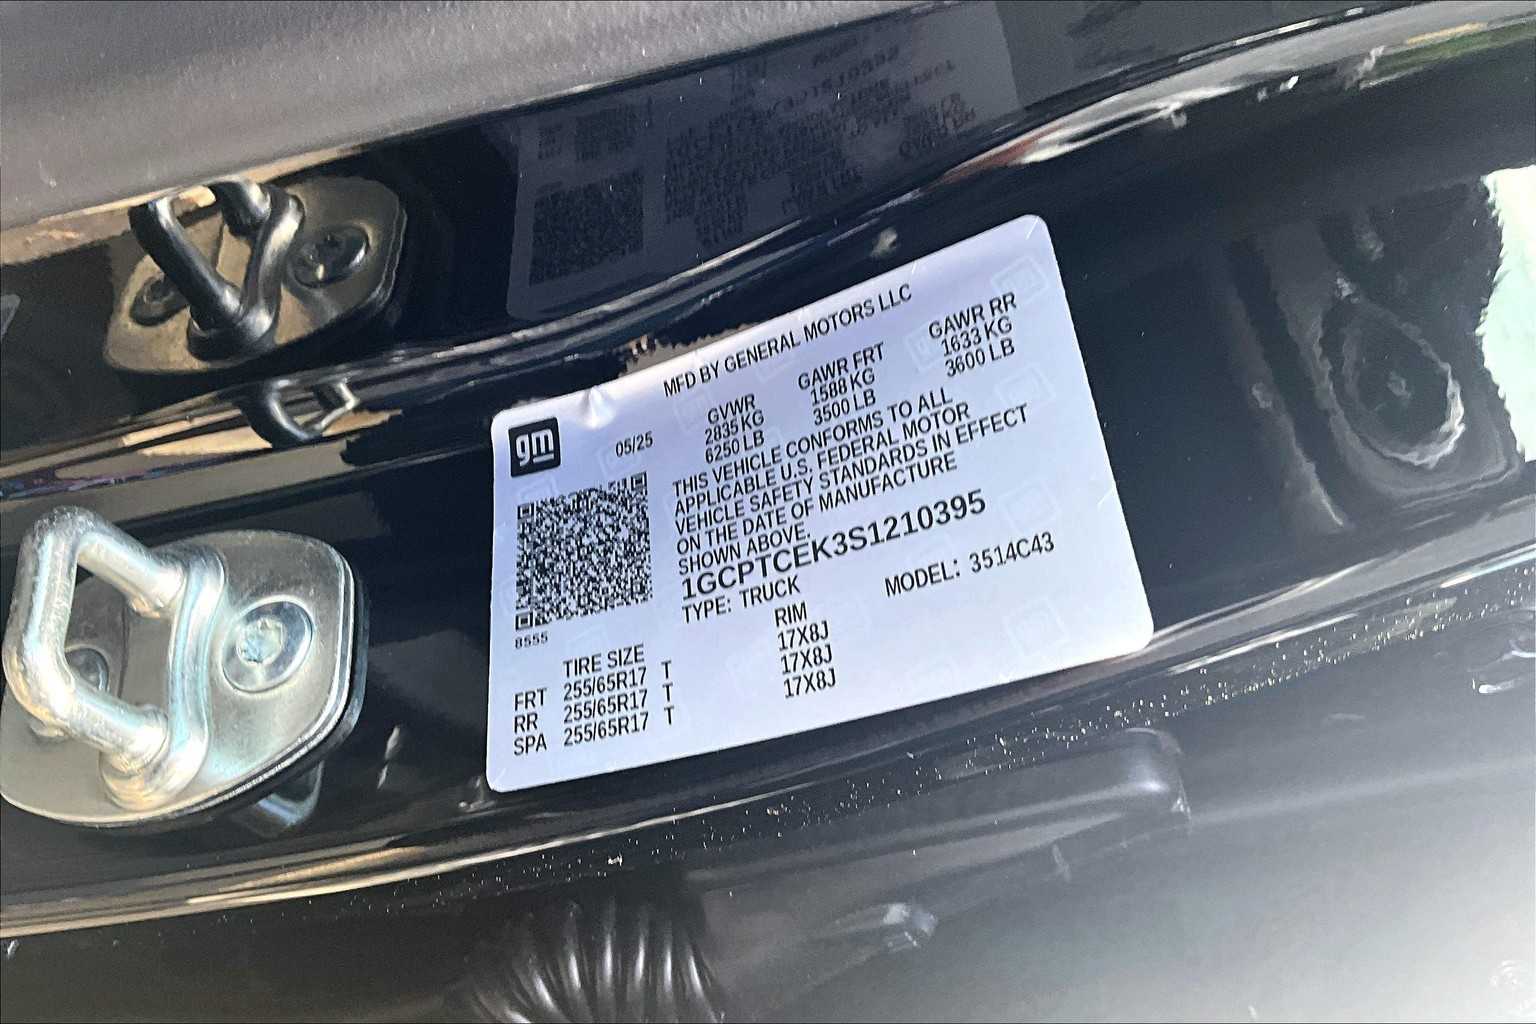 MFD BY GENERAL MOTORS LLC
gm
05/25
GVWR GAWR FRT GAWR RR
2835 KG 1588 KG 1633 KG
6250 LB 3500 LB 3600 LB
THIS VEHICLE CONFORMS TO ALL
APPLICABLE U.S. FEDERAL MOTOR
VEHICLE SAFETY STANDARDS IN EFFECT
ON THE DATE OF MANUFACTURE
SHOWN ABOVE.
1GCPTCEK3S1210395
TYPE: TRUCK MODEL: 3514C43
8555
TIRE SIZE RIM
FRT 255/65R17 T 17X8J
RR 255/65R17 T 17X8J
SPA 255/65R17 T 17X8J